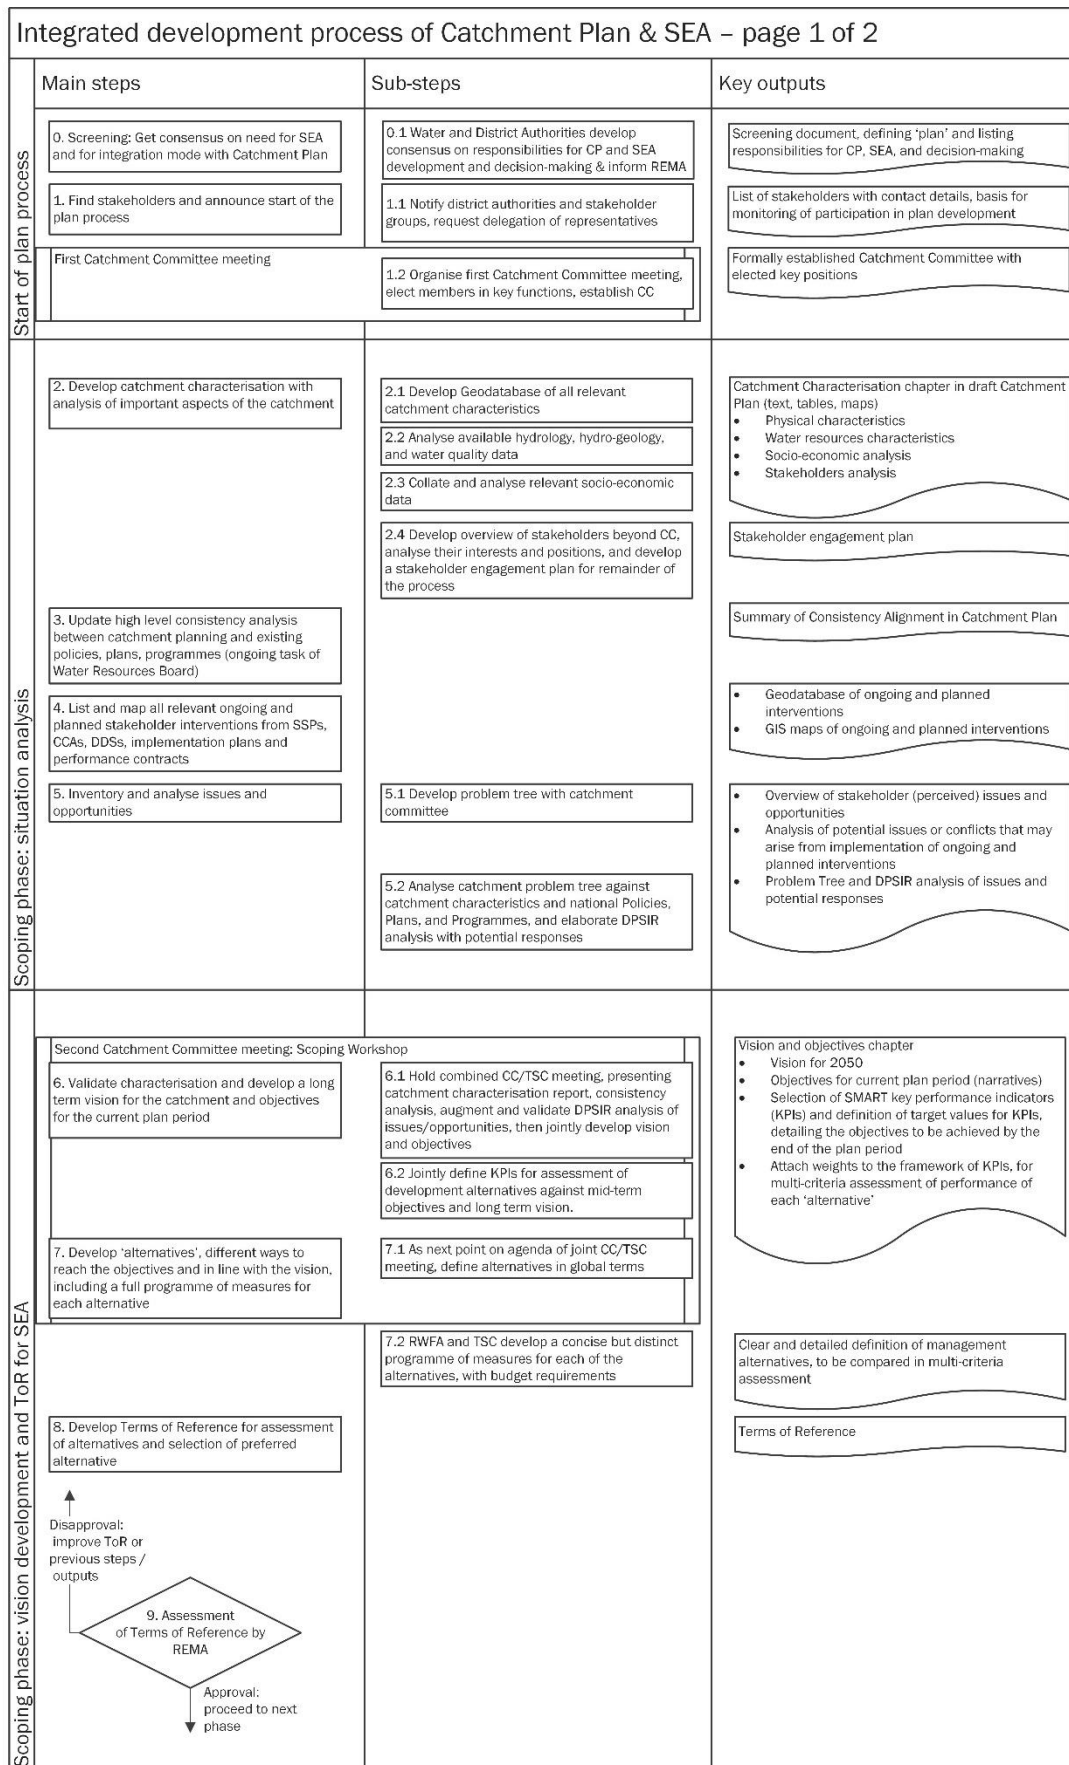 Integrated development process of Catchment Plan & SEA – page 1 of 2
Main steps
Sub-steps
Key outputs
Start of plan process
0. Screening: Get consensus on need for SEA
and for integration mode with Catchment Plan
0.1 Water and District Authorities develop
consensus on responsibilities for CP and SEA
development and decision-making & inform REMA
Screening document, defining ‘plan’ and listing
responsibilities for CP, SEA, and decision-making
1. Find stakeholders and announce start of the
plan process
1.1 Notify district authorities and stakeholder
groups, request delegation of representatives
List of stakeholders with contact details, basis for
monitoring of participation in plan development
First Catchment Committee meeting
1.2 Organise first Catchment Committee meeting,
elect members in key functions, establish CC
Formally established Catchment Committee with
elected key positions
Scoping phase: situation analysis
2. Develop catchment characterisation with
analysis of important aspects of the catchment
2.1 Develop Geodatabase of all relevant
catchment characteristics
2.2 Analyse available hydrology, hydro-geology,
and water quality data
2.3 Collate and analyse relevant socio-economic
data
2.4 Develop overview of stakeholders beyond CC,
analyse their interests and positions, and develop
a stakeholder engagement plan for remainder of
the process
Catchment Characterisation chapter in draft Catchment
Plan (text, tables, maps)
• Physical characteristics
• Water resources characteristics
• Socio-economic analysis
• Stakeholders analysis
Stakeholder engagement plan
3. Update high level consistency analysis
between catchment planning and existing
policies, plans, programmes (ongoing task of
Water Resources Board)
Summary of Consistency Alignment in Catchment Plan
4. List and map all relevant ongoing and
planned stakeholder interventions from SSPs,
CCAs, DDSs, implementation plans and
performance contracts
• Geodatabase of ongoing and planned
interventions
• GIS maps of ongoing and planned interventions
5. Inventory and analyse issues and
opportunities
5.1 Develop problem tree with catchment
committee
5.2 Analyse catchment problem tree against
catchment characteristics and national Policies,
Plans, and Programmes, and elaborate DPSIR
analysis with potential responses
• Overview of stakeholder (perceived) issues and
opportunities
• Analysis of potential issues or conflicts that may
arise from implementation of ongoing and
planned interventions
• Problem Tree and DPSIR analysis of issues and
potential responses
Scoping phase: vision development and ToR for SEA
Second Catchment Committee meeting: Scoping Workshop
6. Validate characterisation and develop a long
term vision for the catchment and objectives
for the current plan period
6.1 Hold combined CC/TSC meeting, presenting
catchment characterisation report, consistency
analysis, augment and validate DPSIR analysis of
issues/opportunities, then jointly develop vision
and objectives
6.2 Jointly define KPIs for assessment of
development alternatives against mid-term
objectives and long term vision.
Vision and objectives chapter
• Vision for 2050
• Objectives for current plan period (narratives)
• Selection of SMART key performance indicators
(KPIs) and definition of target values for KPIs,
detailing the objectives to be achieved by the
end of the plan period
• Attach weights to the framework of KPIs, for
multi-criteria assessment of performance of
each ‘alternative’
7. Develop ‘alternatives’, different ways to
reach the objectives and in line with the vision,
including a full programme of measures for
each alternative
7.1 As next point on agenda of joint CC/TSC
meeting, define alternatives in global terms
7.2 RWFA and TSC develop a concise but distinct
programme of measures for each of the
alternatives, with budget requirements
Clear and detailed definition of management
alternatives, to be compared in multi-criteria
assessment
8. Develop Terms of Reference for assessment
of alternatives and selection of preferred
alternative
Terms of Reference
Disapproval:
improve ToR or
previous steps /
outputs
9. Assessment
of Terms of Reference by
REMA
Approval:
proceed to next
phase